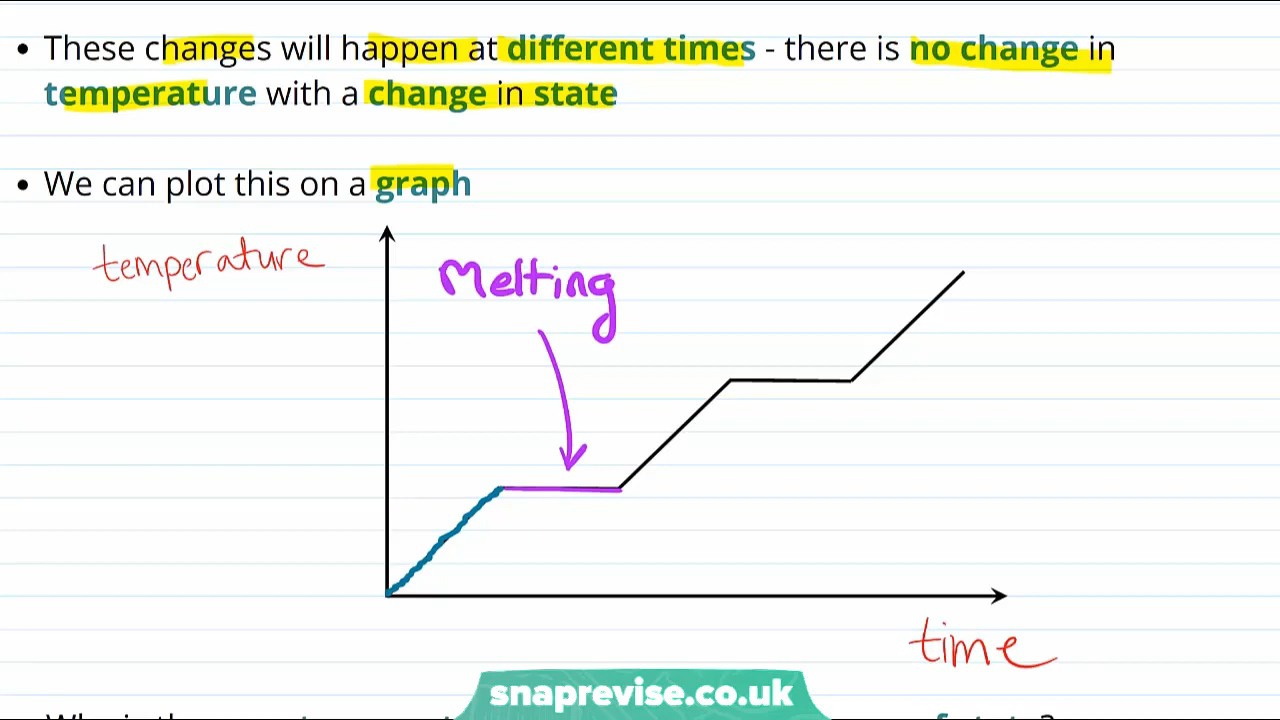 • These changes will happen at different times - there is no change in
temperature with a change in state
• We can plot this on a graph
temperature
Melting
time
snaprevise.co.uk